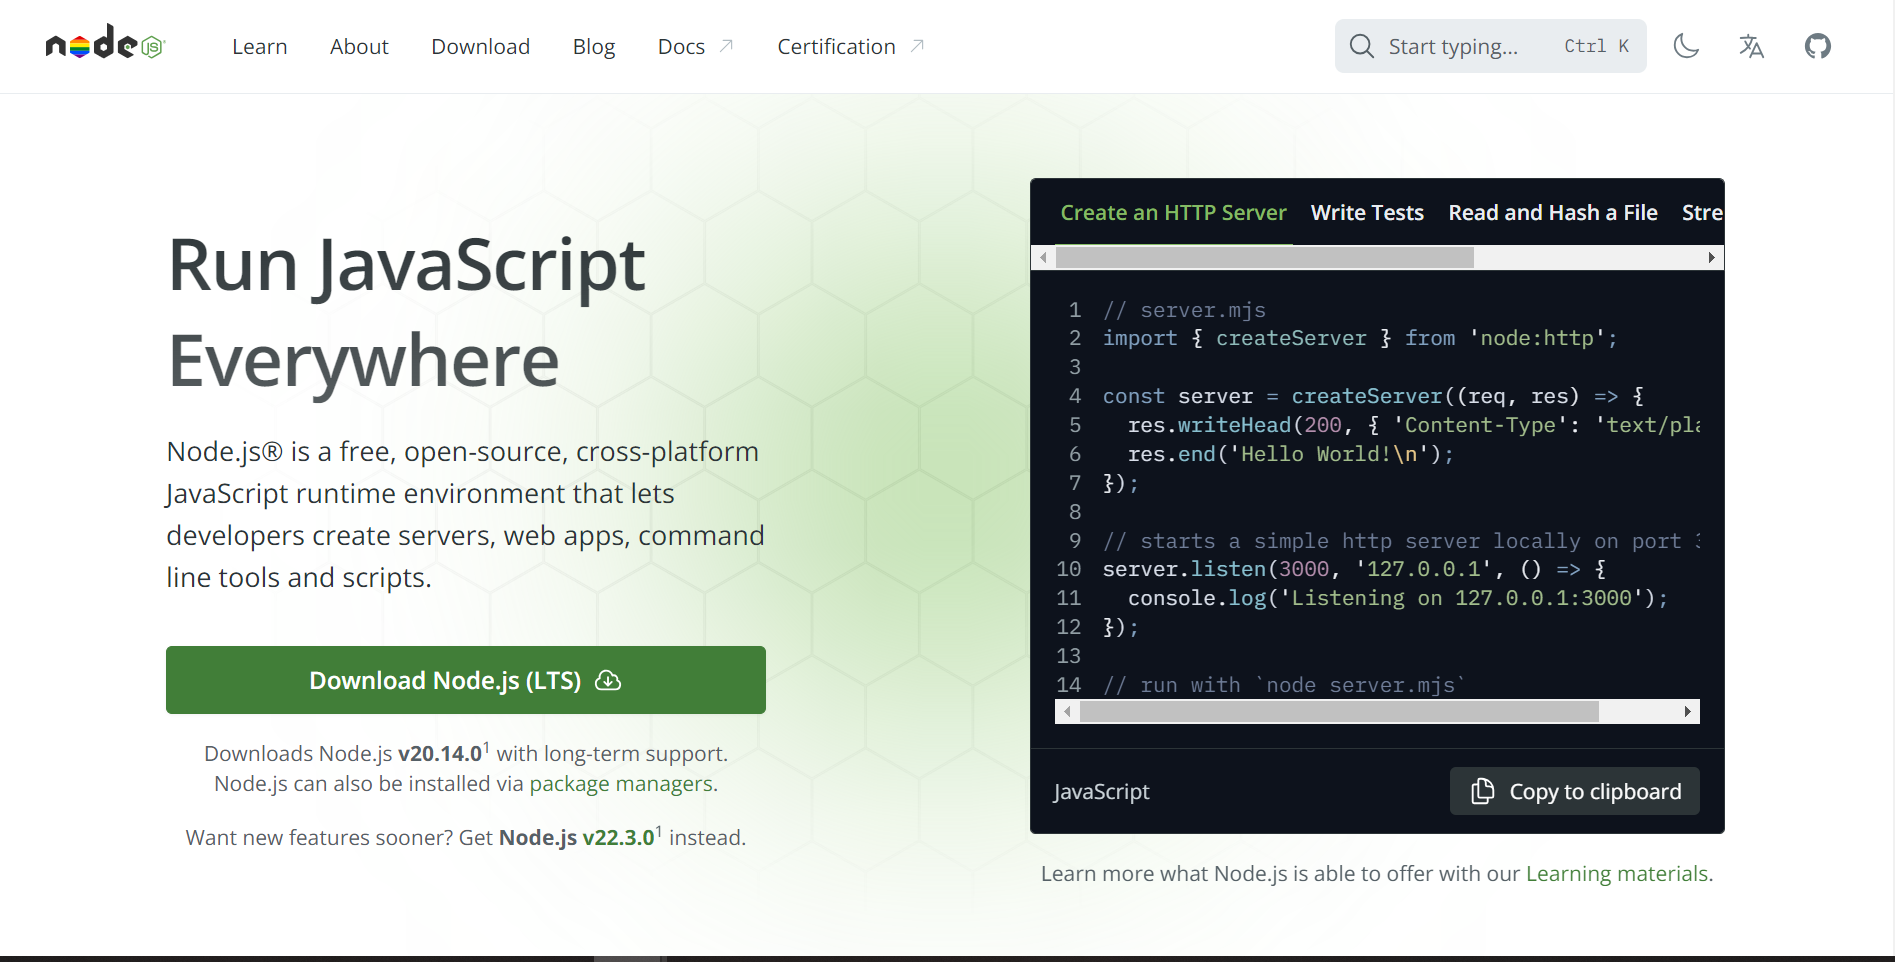 node JS
Learn About Download Blog Docs Certification
Start typing... Ctrl K
Run JavaScript
Everywhere
Node.js® is a free, open-source, cross-platform
JavaScript runtime environment that lets
developers create servers, web apps, command
line tools and scripts.
Download Node.js (LTS)
Downloads Node.js v20.14.0¹ with long-term support.
Node.js can also be installed via package managers.
Want new features sooner? Get Node.js v22.3.0¹ instead.
Create an HTTP Server Write Tests Read and Hash a File Stre
1 // server.mjs
2 import { createServer } from 'node:http';
3
4 const server = createServer((req, res) => {
5   res.writeHead(200, { 'Content-Type': 'text/pla
6   res.end('Hello World!\n');
7 });
8
9 // starts a simple http server locally on port 3
10 server.listen(3000, '127.0.0.1', () => {
11   console.log('Listening on 127.0.0.1:3000');
12 });
13
14 // run with `node server.mjs`
JavaScript Copy to clipboard
Learn more what Node.js is able to offer with our Learning materials.